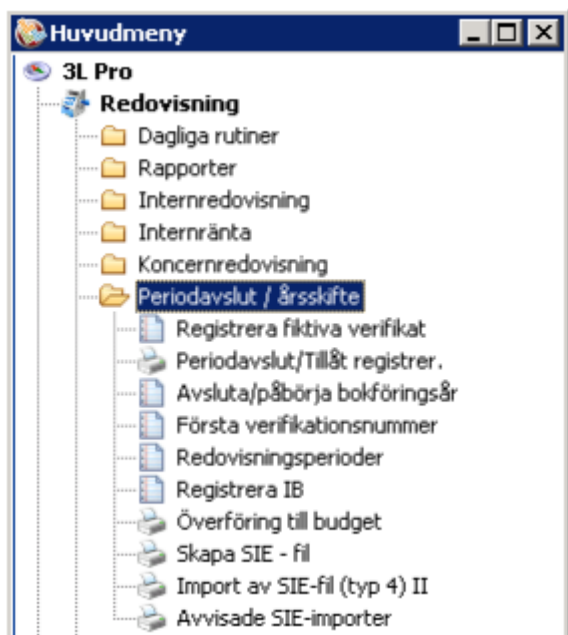 Huvudmeny
3L Pro
Redovisning
Dagliga rutiner
Rapporter
Internredovisning
Internränta
Koncernredovisning
Periodavslut / årsskifte
Registrera fiktiva verifikat
Periodavslut/Tillåt registrer.
Avsluta/påbörja bokföringsår
Första verifikationsnummer
Redovisningsperioder
Registrera IB
Överföring till budget
Skapa SIE - fil
Import av SIE-fil (typ 4) II
Avvisade SIE-importer